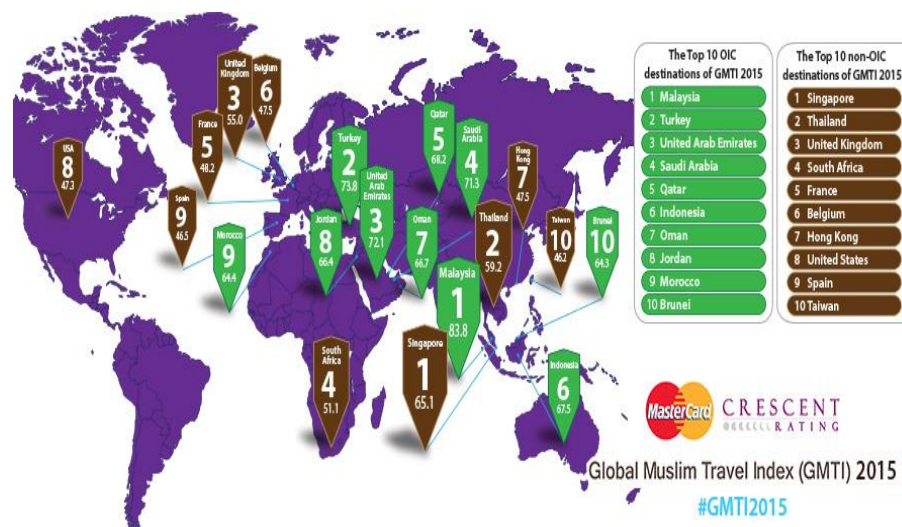 United
Kingdom
3
55.0
Belgium
6
47.5
France
5
48.2
USA
8
47.3
Spain
9
46.5
Morocco
9
64.4
Turkey
2
73.8
Jordan
8
66.4
United
Arab
Emirates
3
72.1
Qatar
5
68.2
Saudi
Arabia
4
71.3
Oman
7
66.7
Hong
Kong
7
47.5
Thailand
2
59.2
Taiwan
10
46.2
Brunei
10
64.3
Malaysia
1
83.8
Singapore
1
65.1
South
Africa
4
51.1
Indonesia
6
67.5
The Top 10 OIC
destinations of GMTI 2015
1 Malaysia
2 Turkey
3 United Arab Emirates
4 Saudi Arabia
5 Qatar
6 Indonesia
7 Oman
8 Jordan
9 Morocco
10 Brunei
The Top 10 non-OIC
destinations of GMTI 2015
1 Singapore
2 Thailand
3 United Kingdom
4 South Africa
5 France
6 Belgium
7 Hong Kong
8 United States
9 Spain
10 Taiwan
MasterCard
CRESCENT
RATING
Global Muslim Travel Index (GMTI) 2015
#GMTI2015